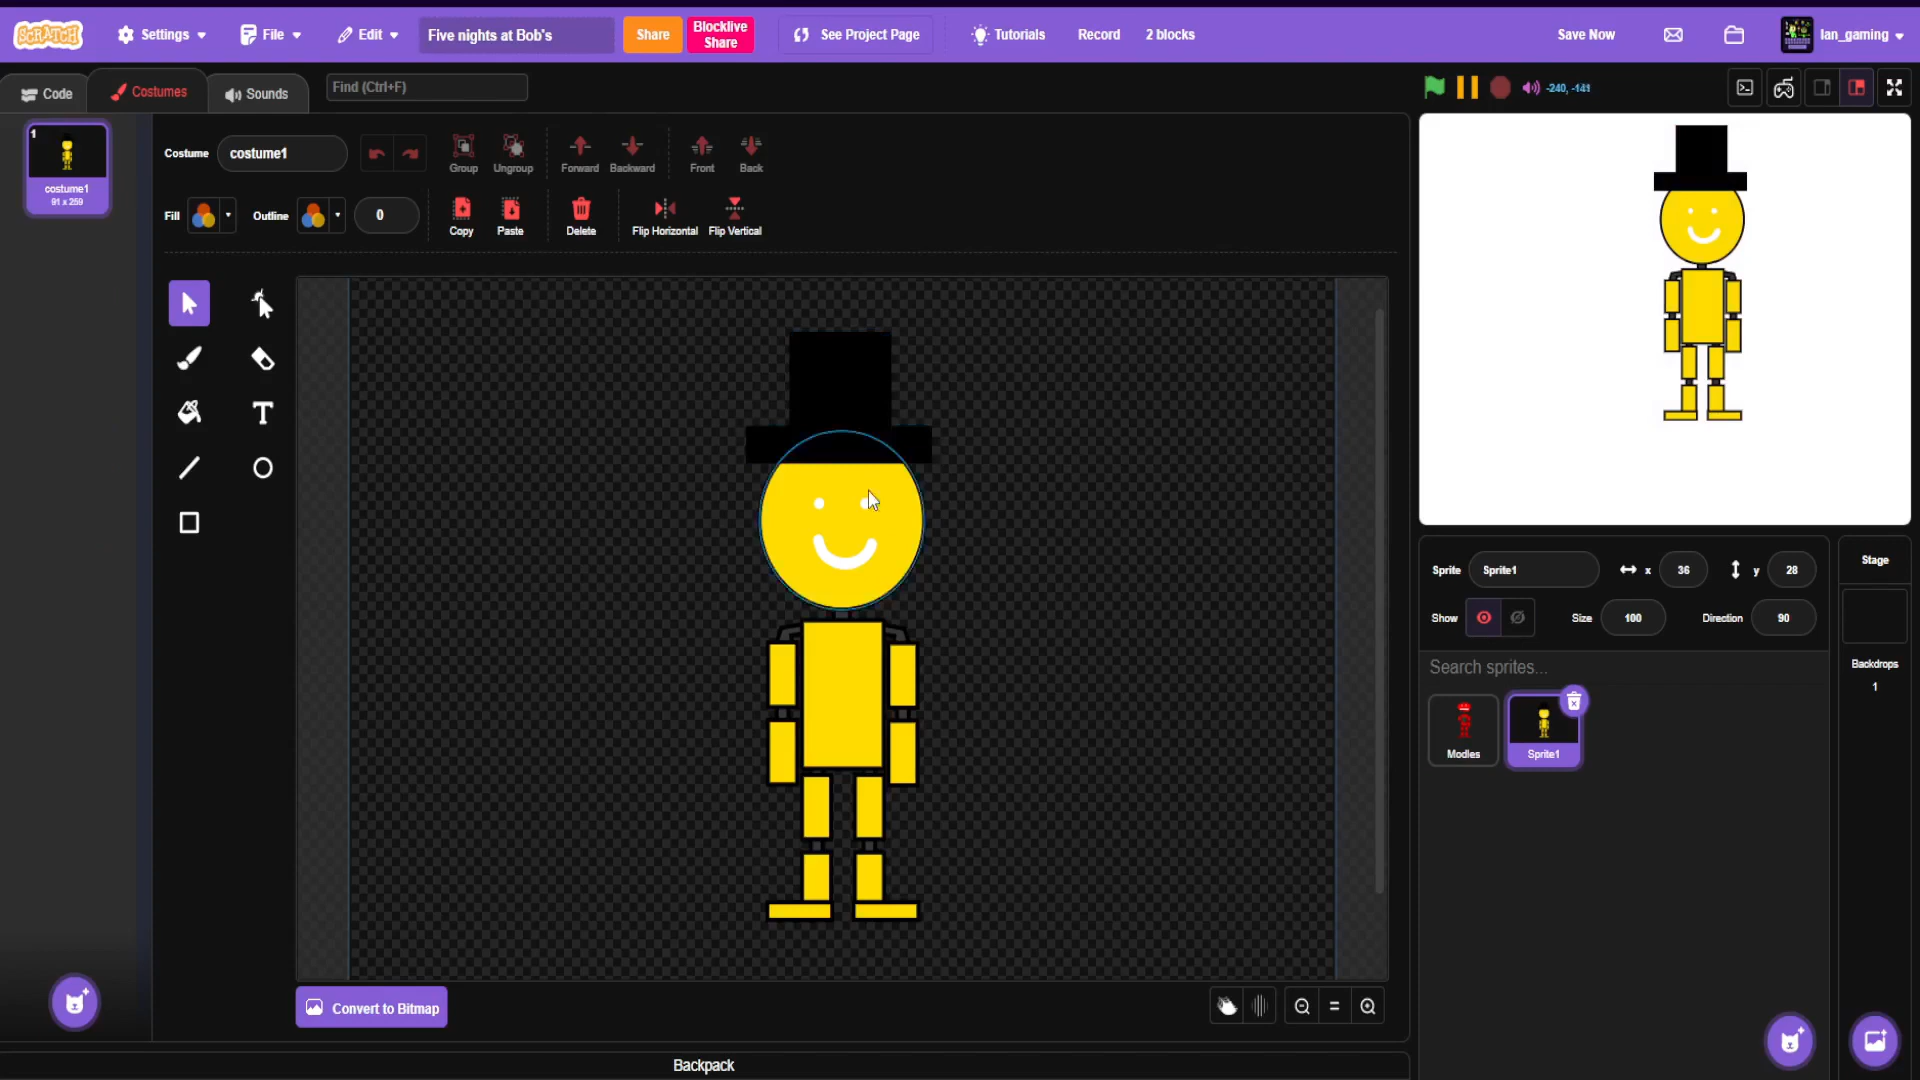 SCRATCH
Settings
File
Edit
Five nights at Bob's
Share
Blocklive
Share
See Project Page
Tutorials
Record
2 blocks
Save Now
Ian_gaming
Code
Costumes
Sounds
Find (Ctrl+F)
-240, -141
1
costume1
91 x 259
Costume
costume1
Group
Ungroup
Forward
Backward
Front
Back
Fill
Outline
0
Copy
Paste
Delete
Flip Horizontal
Flip Vertical
T
Convert to Bitmap
Backpack
Sprite
Sprite1
x
36
y
28
Show
Size
100
Direction
90
Search sprites...
Modles
Sprite1
Stage
Backdrops
1